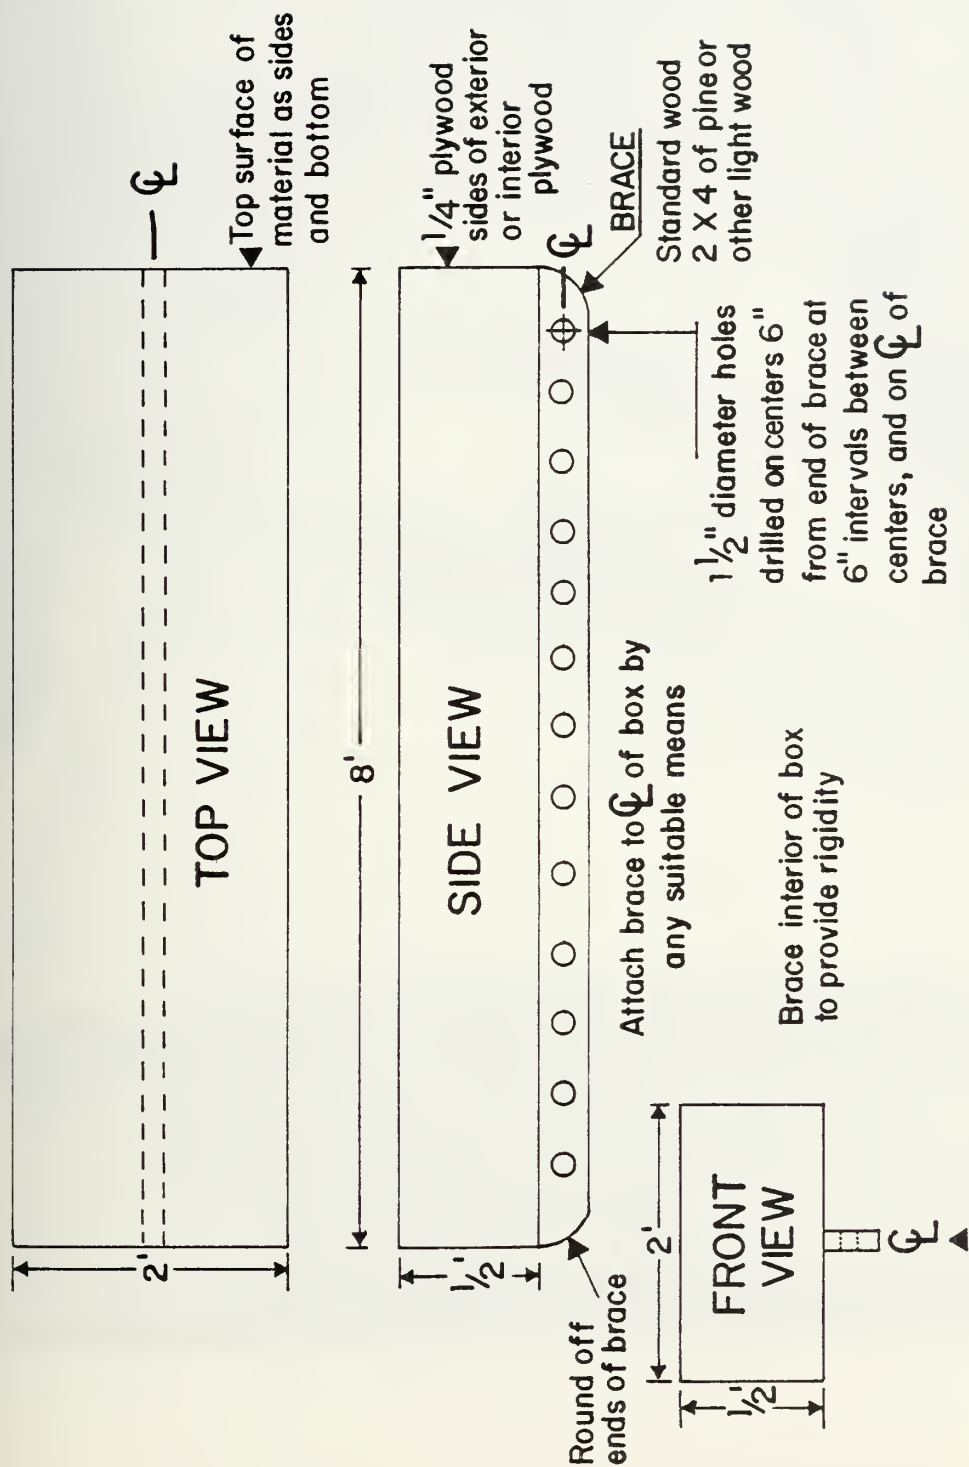 2'
TOP VIEW
℄
Top surface of
material as sides
and bottom
8'
1/2'
SIDE VIEW
1/4" plywood
sides of exterior
or interior
plywood
℄
BRACE
Standard wood
2 X 4 of pine or
other light wood
Round off
ends of brace
Attach brace to ℄ of box by
any suitable means
1 1/2" diameter holes
drilled on centers 6"
from end of brace at
6" intervals between
centers, and on ℄ of
brace
Brace interior of box
to provide rigidity
2'
1/2'
FRONT
VIEW
℄